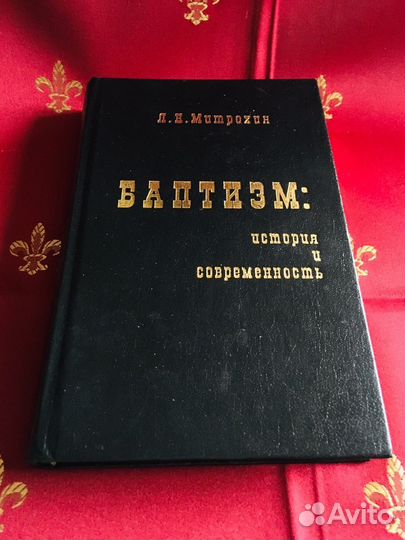 Л.Н.Митрохин
БАПТИЗМ:
история
и
современность
Avito